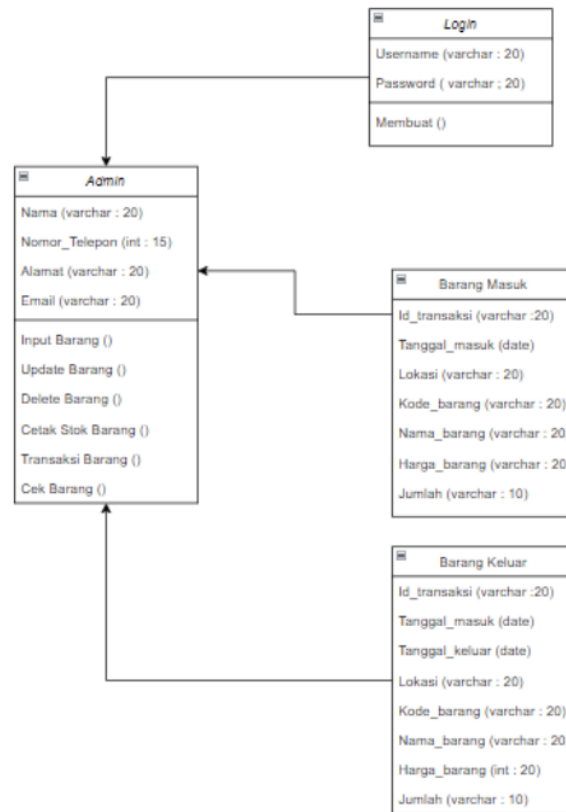 Login
Username (varchar : 20)
Password ( varchar ; 20)
Membuat ()
Admin
Nama (varchar : 20)
Nomor_Telepon (int : 15)
Alamat (varchar : 20)
Email (varchar : 20)
Input Barang ()
Update Barang ()
Delete Barang ()
Cetak Stok Barang ()
Transaksi Barang ()
Cek Barang ()
Barang Masuk
Id_transaksi (varchar :20)
Tanggal_masuk (date)
Lokasi (varchar : 20)
Kode_barang (varchar : 20)
Nama_barang (varchar : 20
Harga_barang (varchar : 20
Jumlah (varchar : 10)
Barang Keluar
Id_transaksi (varchar :20)
Tanggal_masuk (date)
Tanggal_keluar (date)
Lokasi (varchar : 20)
Kode_barang (varchar : 20)
Nama_barang (varchar : 20
Harga_barang (int : 20)
Jumlah (varchar : 10)